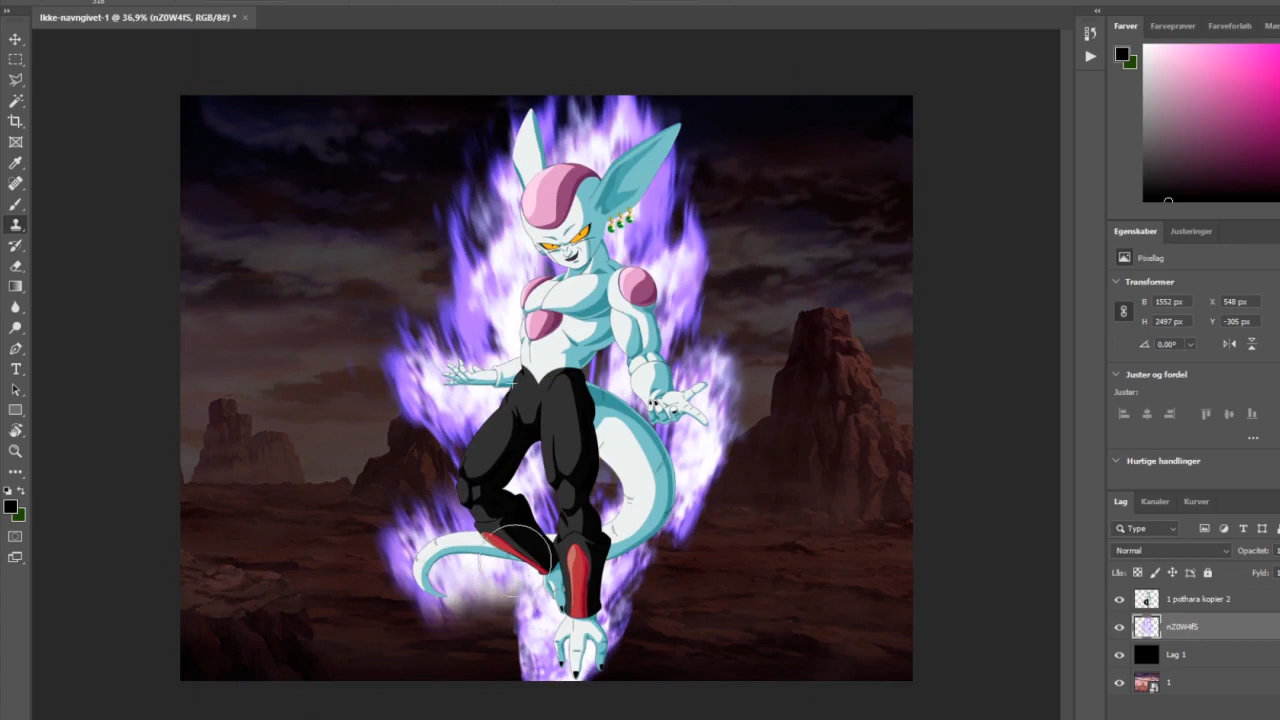 Ikke-navngivet-1 @ 36,9% (nZ0W4fS, RGB/8#) * ×
Farver Farveprøver Farveforløb
Egenskaber Justeringer
Pixellag
Transformer
B 1552 px X 548 px
H 2497 px Y -305 px
0,00°
Juster og fordel
Juster:
Hurtige handlinger
Lag Kanaler Kurver
Type
Normal Opacitet:
Lås: Fyld:
1 pothara kopier 2
nZ0W4fS
Lag 1
1